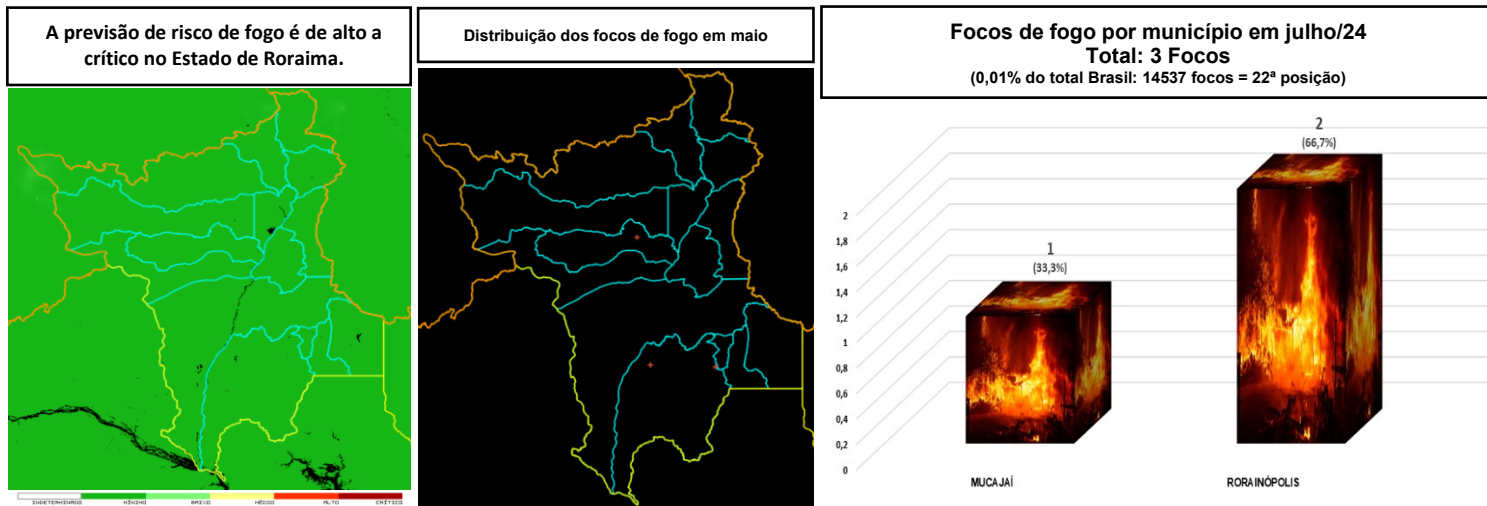 A previsão de risco de fogo é de alto a
crítico no Estado de Roraima.
INDETERMINADO MÍNIMO BAIXO MÉDIO ALTO CRÍTICO
Distribuição dos focos de fogo em maio
Focos de fogo por município em julho/24
Total: 3 Focos
(0,01% do total Brasil: 14537 focos = 22ª posição)
2
(66,7%)
1
(33,3%)
2
1,8
1,6
1,4
1,2
1
0,8
0,6
0,4
0,2
0
MUCAJAÍ RORAINÓPOLIS